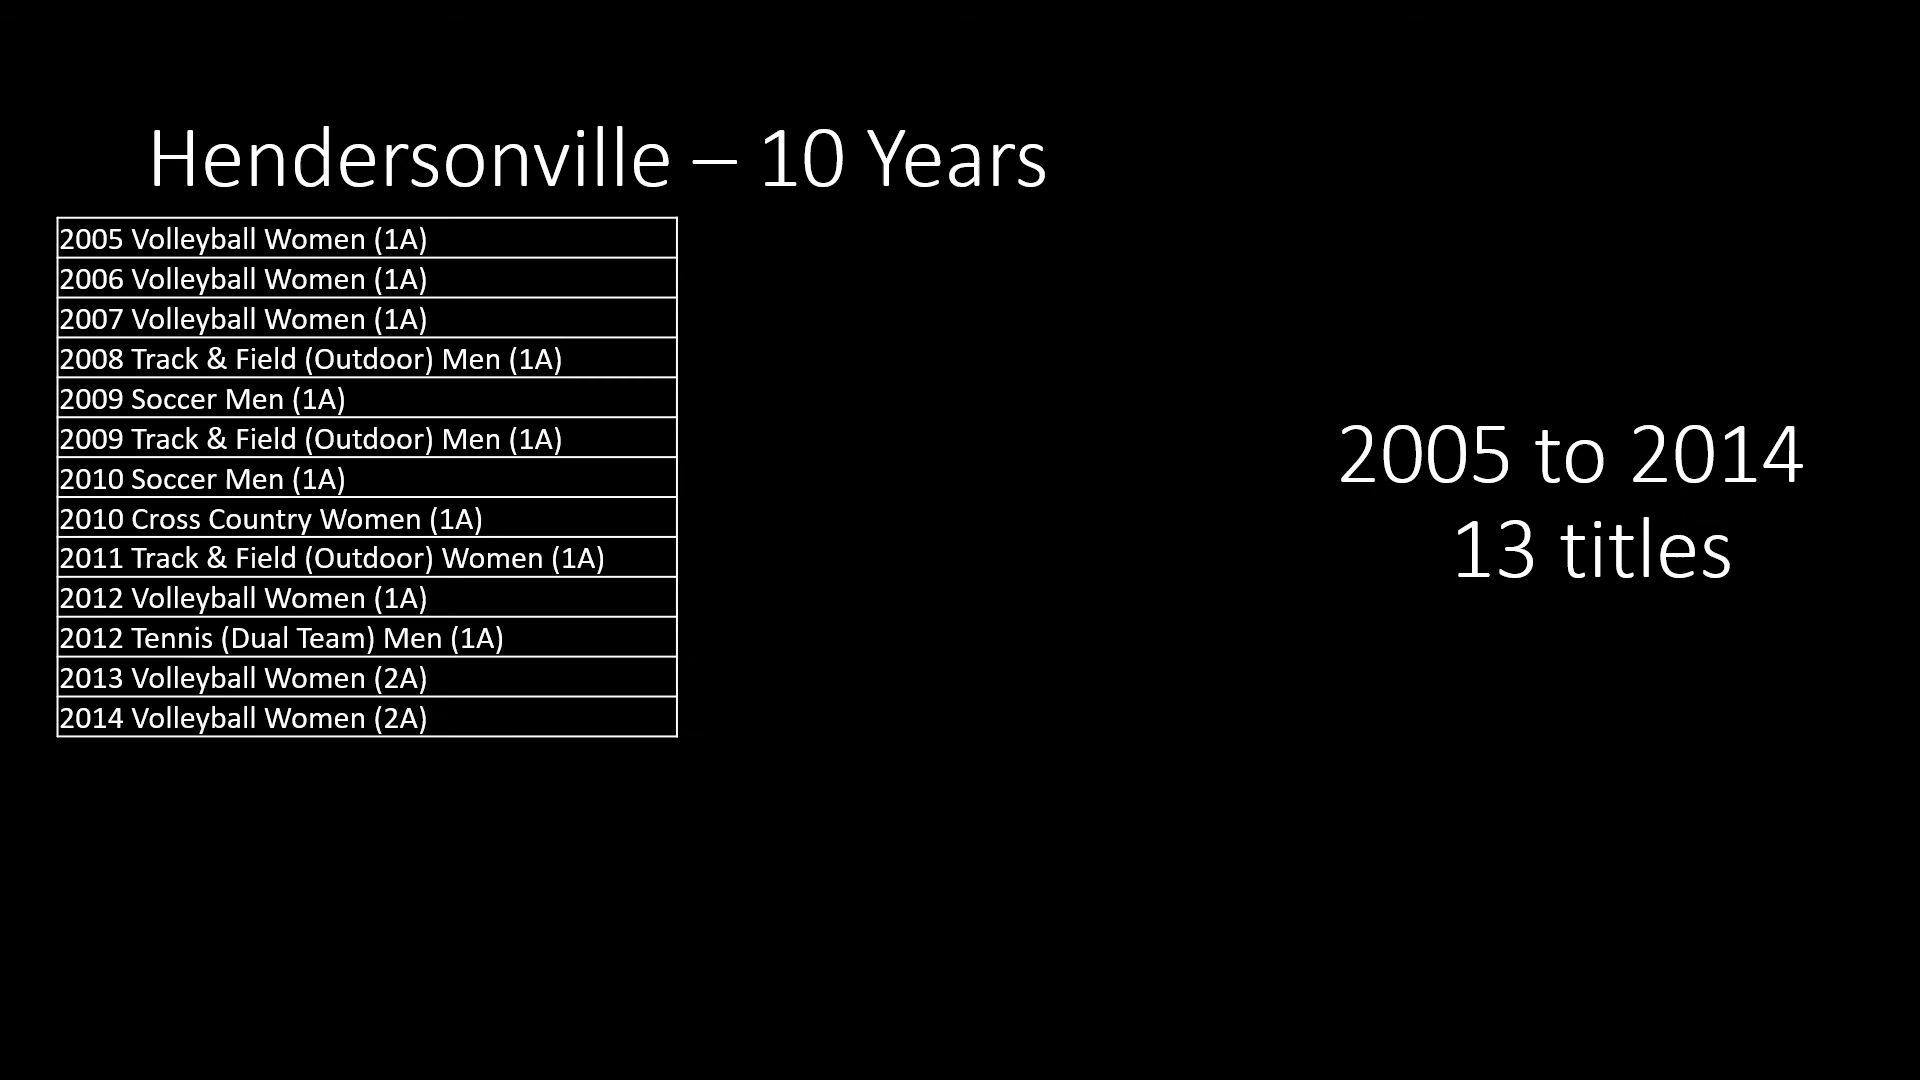 Hendersonville – 10 Years
2005 Volleyball Women (1A)
2006 Volleyball Women (1A)
2007 Volleyball Women (1A)
2008 Track & Field (Outdoor) Men (1A)
2009 Soccer Men (1A)
2009 Track & Field (Outdoor) Men (1A)
2010 Soccer Men (1A)
2010 Cross Country Women (1A)
2011 Track & Field (Outdoor) Women (1A)
2012 Volleyball Women (1A)
2012 Tennis (Dual Team) Men (1A)
2013 Volleyball Women (2A)
2014 Volleyball Women (2A)
2005 to 2014
13 titles